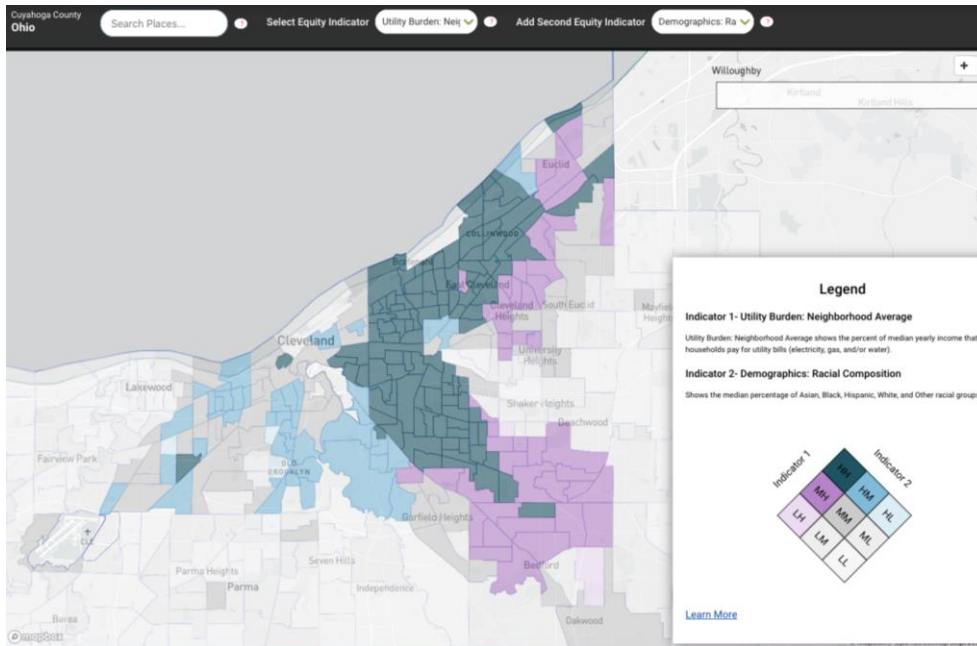 Cuyahoga County
Ohio
Search Places...
?
Select Equity Indicator
Utility Burden: Neig
?
Add Second Equity Indicator
Demographics: Ra
?
+
Willoughby
Kirtland
Kirtland Hills
Euclid
COLLINWOOD
East Cleveland
Cleveland
Heights
South Euclid
Mayfield
Heights
Cleveland
University
Heights
Lakewood
Shaker Heights
Beachwood
Fairview Park
OLD
BROOKLYN
CLE
Garfield Heights
Seven Hills
Bedford
Parma Heights
Parma
Independence
Berea
Oakwood
mapbox
Legend
Indicator 1- Utility Burden: Neighborhood Average
Utility Burden: Neighborhood Average shows the percent of median yearly income that
households pay for utility bills (electricity, gas, and/or water).
Indicator 2- Demographics: Racial Composition
Shows the median percentage of Asian, Black, Hispanic, White, and Other racial group
Indicator 1
Indicator 2
HH
MH
HM
LH
MM
HL
LM
ML
LL
Learn More